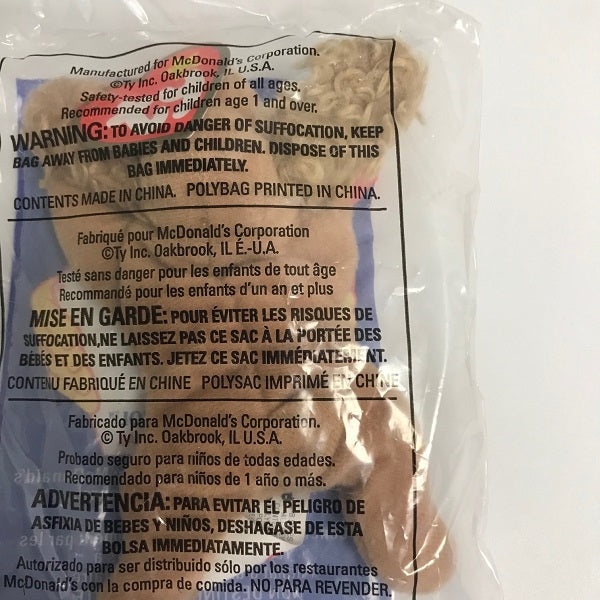 Manufactured for McDonald's Corporation.
©Ty Inc. Oakbrook, IL U.S.A.
Safety-tested for children of all ages.
Recommended for children age 1 and over.
WARNING: TO AVOID DANGER OF SUFFOCATION, KEEP
BAG AWAY FROM BABIES AND CHILDREN. DISPOSE OF THIS
BAG IMMEDIATELY.
CONTENTS MADE IN CHINA. POLYBAG PRINTED IN CHINA.
Fabriqué pour McDonald's Corporation
©Ty Inc. Oakbrook, IL É.-U.A.
Testé sans danger pour les enfants de tout âge
Recommandé pour les enfants d'un an et plus
MISE EN GARDE: POUR ÉVITER LES RISQUES DE
SUFFOCATION,NE LAISSEZ PAS CE SAC À LA PORTÉE DES
BÉBÉS ET DES ENFANTS. JETEZ CE SAC IMMÉDIATEMENT.
CONTENU FABRIQUÉ EN CHINE POLYSAC IMPRIMÉ EN CHINE
Fabricado para McDonald's Corporation.
©Ty Inc. Oakbrook, IL U.S.A.
Probado seguro para niños de todas edades.
Recomendado para niños de 1 año o más.
ADVERTENCIA: PARA EVITAR EL PELIGRO DE
ASFIXIA DE BEBES Y NIÑOS, DESHAGASE DE ESTA
BOLSA IMMEDIATAMENTE.
Autorizado para ser distribuido sólo por los restaurantes
McDonald's con la compra de comida. NO PARA REVENDER.